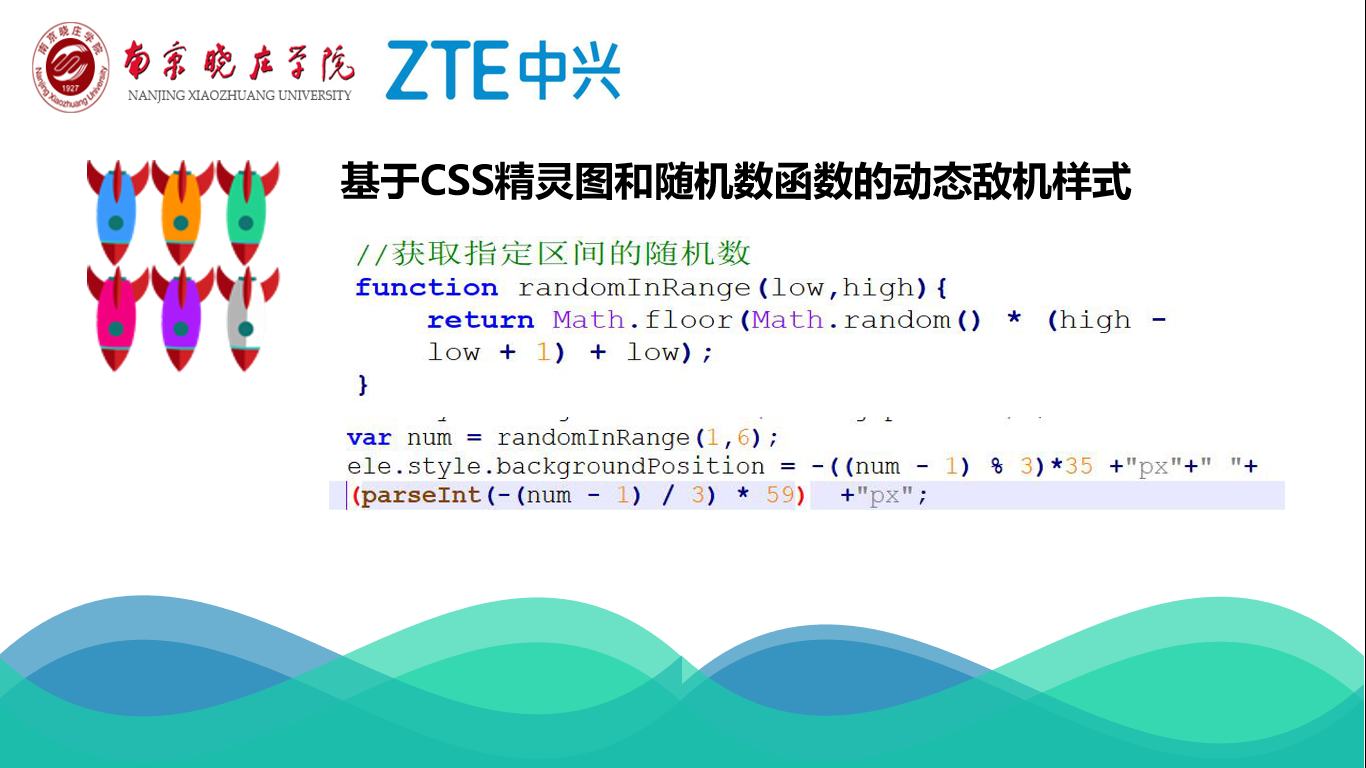 南京晓庄学院
NANJING XIAOZHUANG UNIVERSITY
南京晓庄学院
Nanjing Xiaozhuang University
1927
ZTE中兴
基于CSS精灵图和随机数函数的动态敌机样式
//获取指定区间的随机数
function randomInRange(low,high){
return Math.floor(Math.random() * (high -
low + 1) + low);
}
var num = randomInRange(1,6);
ele.style.backgroundPosition = -((num - 1) % 3)*35 +"px"+" "+
(parseInt(-(num - 1) / 3) * 59) +"px";